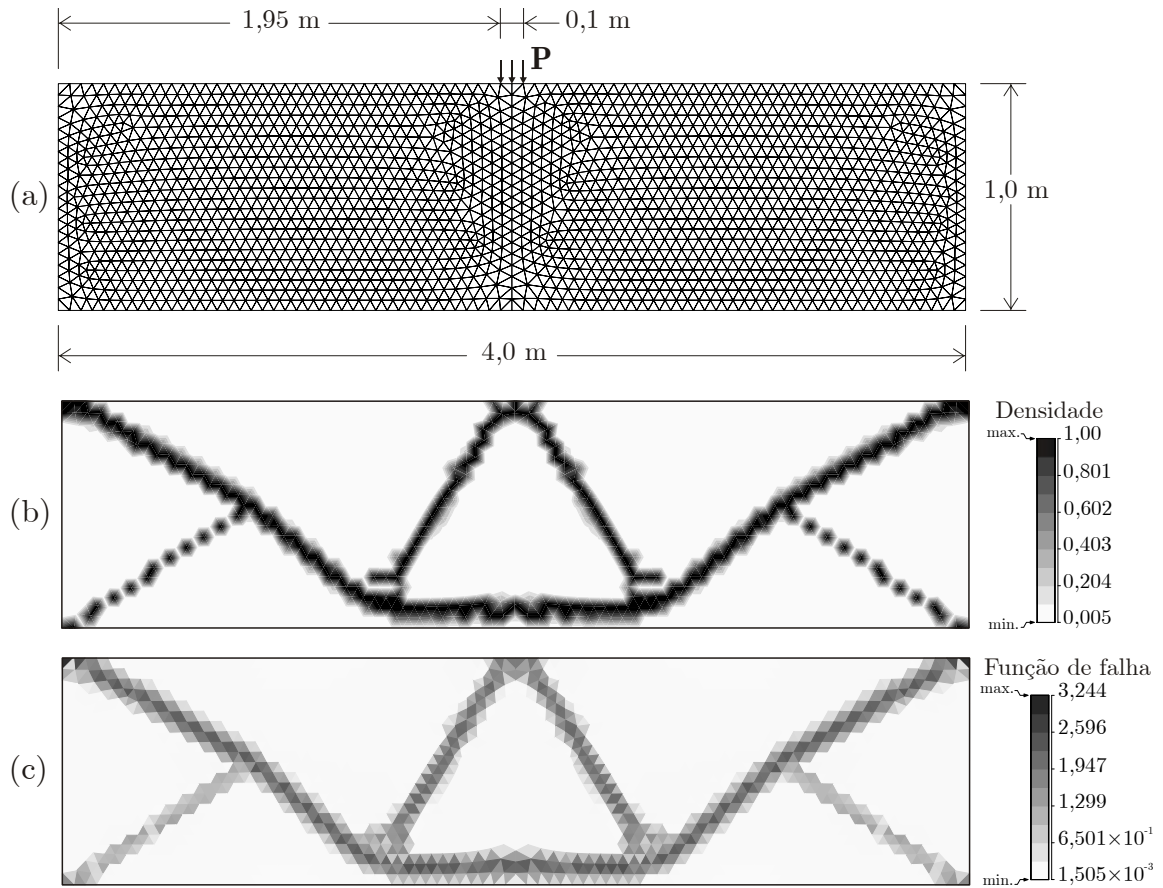 1,95 m
0,1 m
P
(a)
1,0 m
4,0 m
(b)
Densidade
max.
1,00
0,801
0,602
0,403
0,204
min.
0,005
(c)
Função de falha
max.
3,244
2,596
1,947
1,299
6,501×10⁻¹
min.
1,505×10⁻³